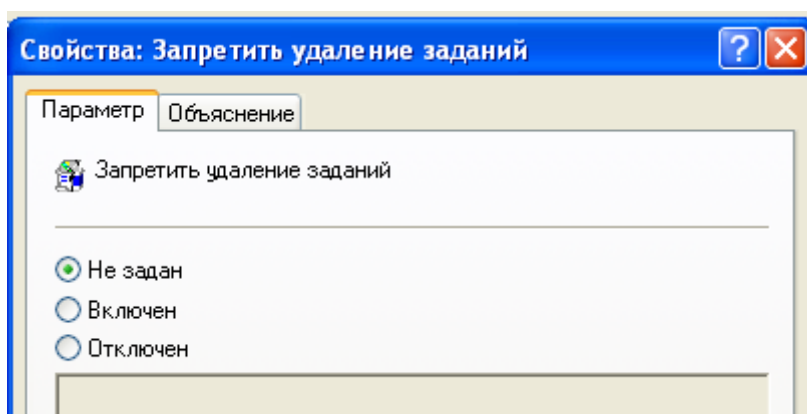 Свойства: Запретить удаление заданий
Параметр Объяснение
Запретить удаление заданий
Не задан
Включен
Отключен